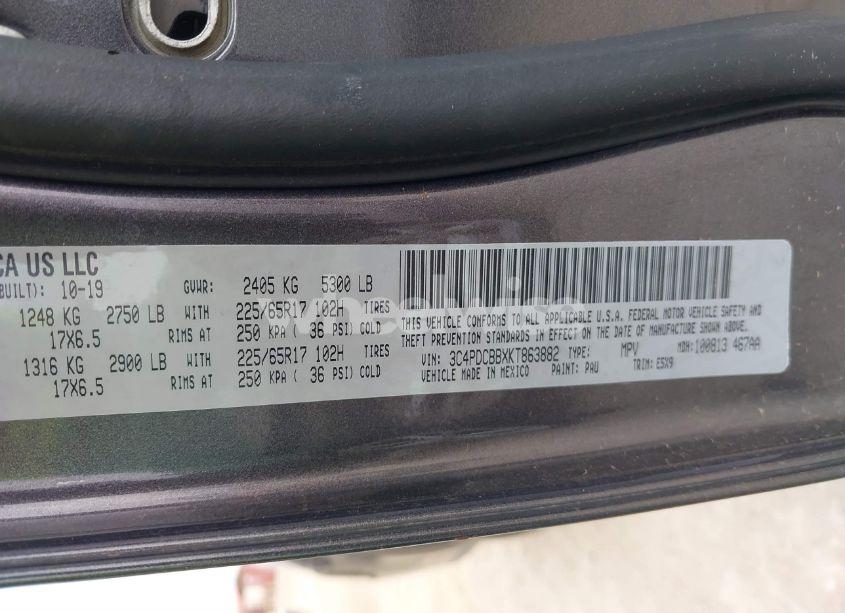 CA US LLC
BUILT): 10-19 GVWR: 2405 KG 5300 LB
1248 KG 2750 LB WITH 225/65R17 102H TIRES
17X6.5 RIMS AT 250 KPA ( 36 PSI) COLD
1316 KG 2900 LB WITH 225/65R17 102H TIRES
17X6.5 RIMS AT 250 KPA ( 36 PSI) COLD
THIS VEHICLE CONFORMS TO ALL APPLICABLE U.S.A. FEDERAL MOTOR VEHICLE SAFETY AND
THEFT PREVENTION STANDARDS IN EFFECT ON THE DATE OF MANUFACTURE SHOWN ABOVE
VIN: 3C4PDCBBXKT863882 TYPE: MPV MDH: 100813 467AA
VEHICLE MADE IN MEXICO PAINT: PAU TRIM: E5X9